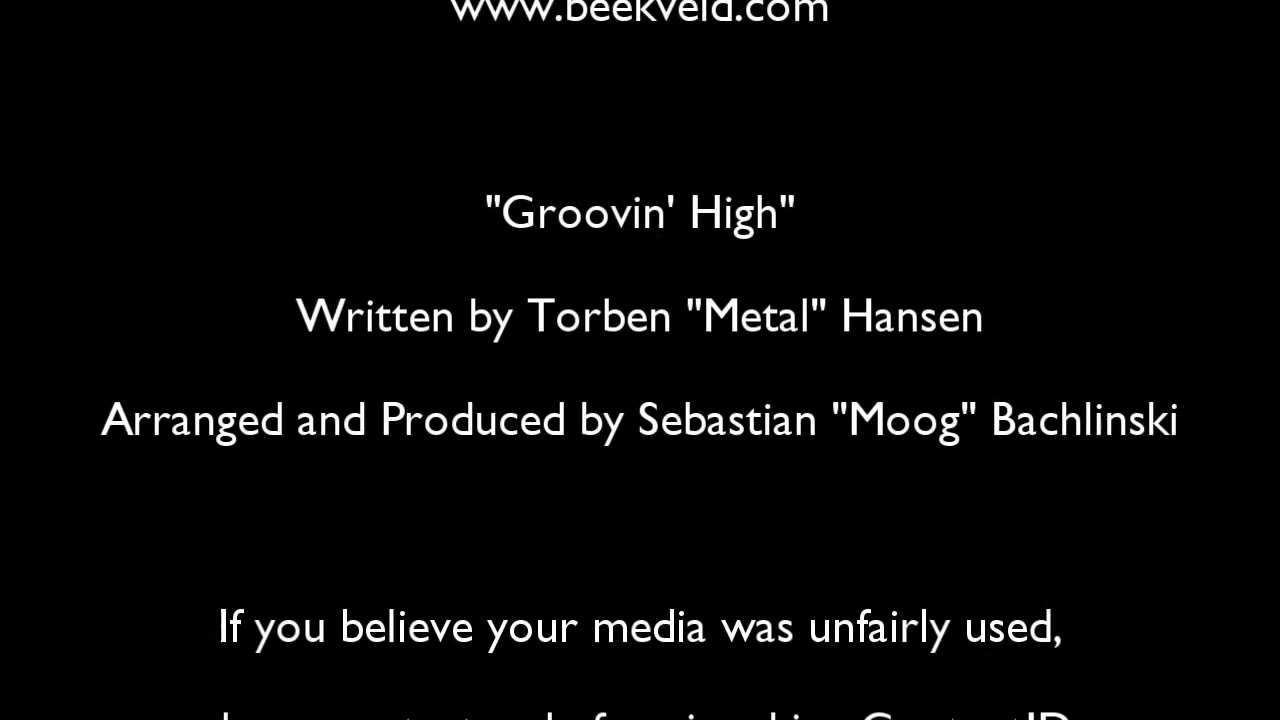 www.beekveld.com
"Groovin' High"
Written by Torben "Metal" Hansen
Arranged and Produced by Sebastian "Moog" Bachlinski
If you believe your media was unfairly used,